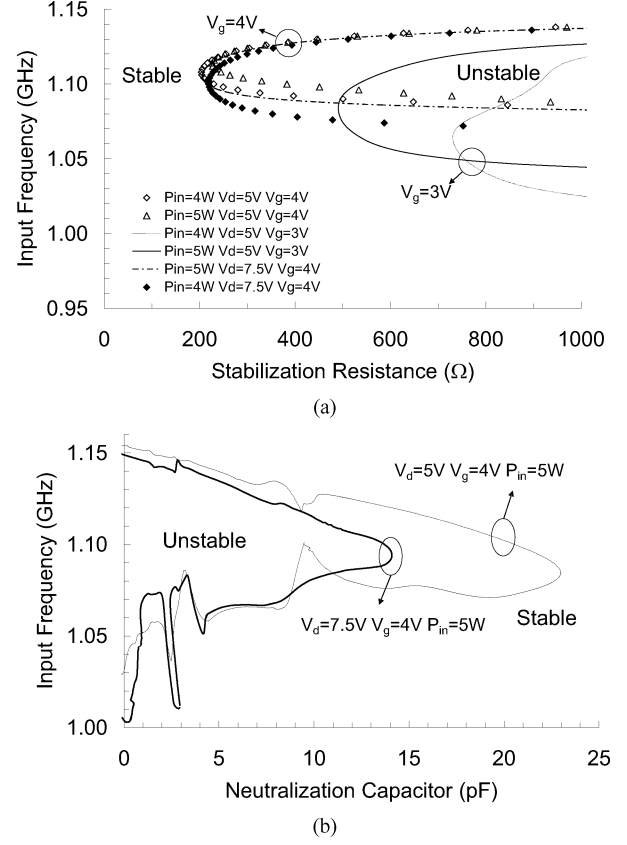 1.15
1.10
1.05
1.00
0.95
Input Frequency (GHz)
Vg=4V
Stable
Unstable
Vg=3V
Pin=4W Vd=5V Vg=4V
Pin=5W Vd=5V Vg=4V
Pin=4W Vd=5V Vg=3V
Pin=5W Vd=5V Vg=3V
Pin=5W Vd=7.5V Vg=4V
Pin=4W Vd=7.5V Vg=4V
0 200 400 600 800 1000
Stabilization Resistance (Ω)
(a)
1.15
1.10
1.05
1.00
Input Frequency (GHz)
Vd=5V Vg=4V Pin=5W
Unstable
Vd=7.5V Vg=4V Pin=5W
Stable
0 5 10 15 20 25
Neutralization Capacitor (pF)
(b)